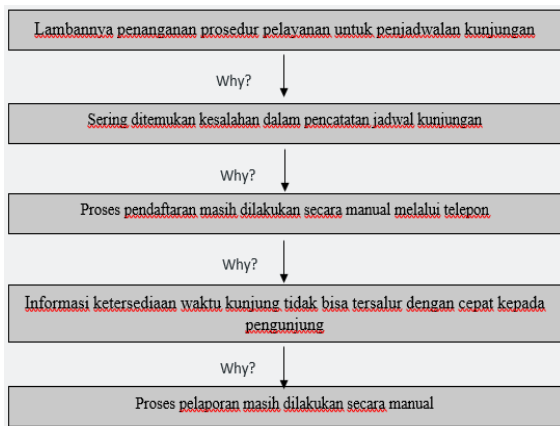 Lambannya penanganan prosedur pelayanan untuk penjadwalan kunjungan
Why?
Sering ditemukan kesalahan dalam pencatatan jadwal kunjungan
Why?
Proses pendaftaran masih dilakukan secara manual melalui telepon
Why?
Informasi ketersediaan waktu kunjung tidak bisa tersalur dengan cepat kepada
pengunjung
Why?
Proses pelaporan masih dilakukan secara manual